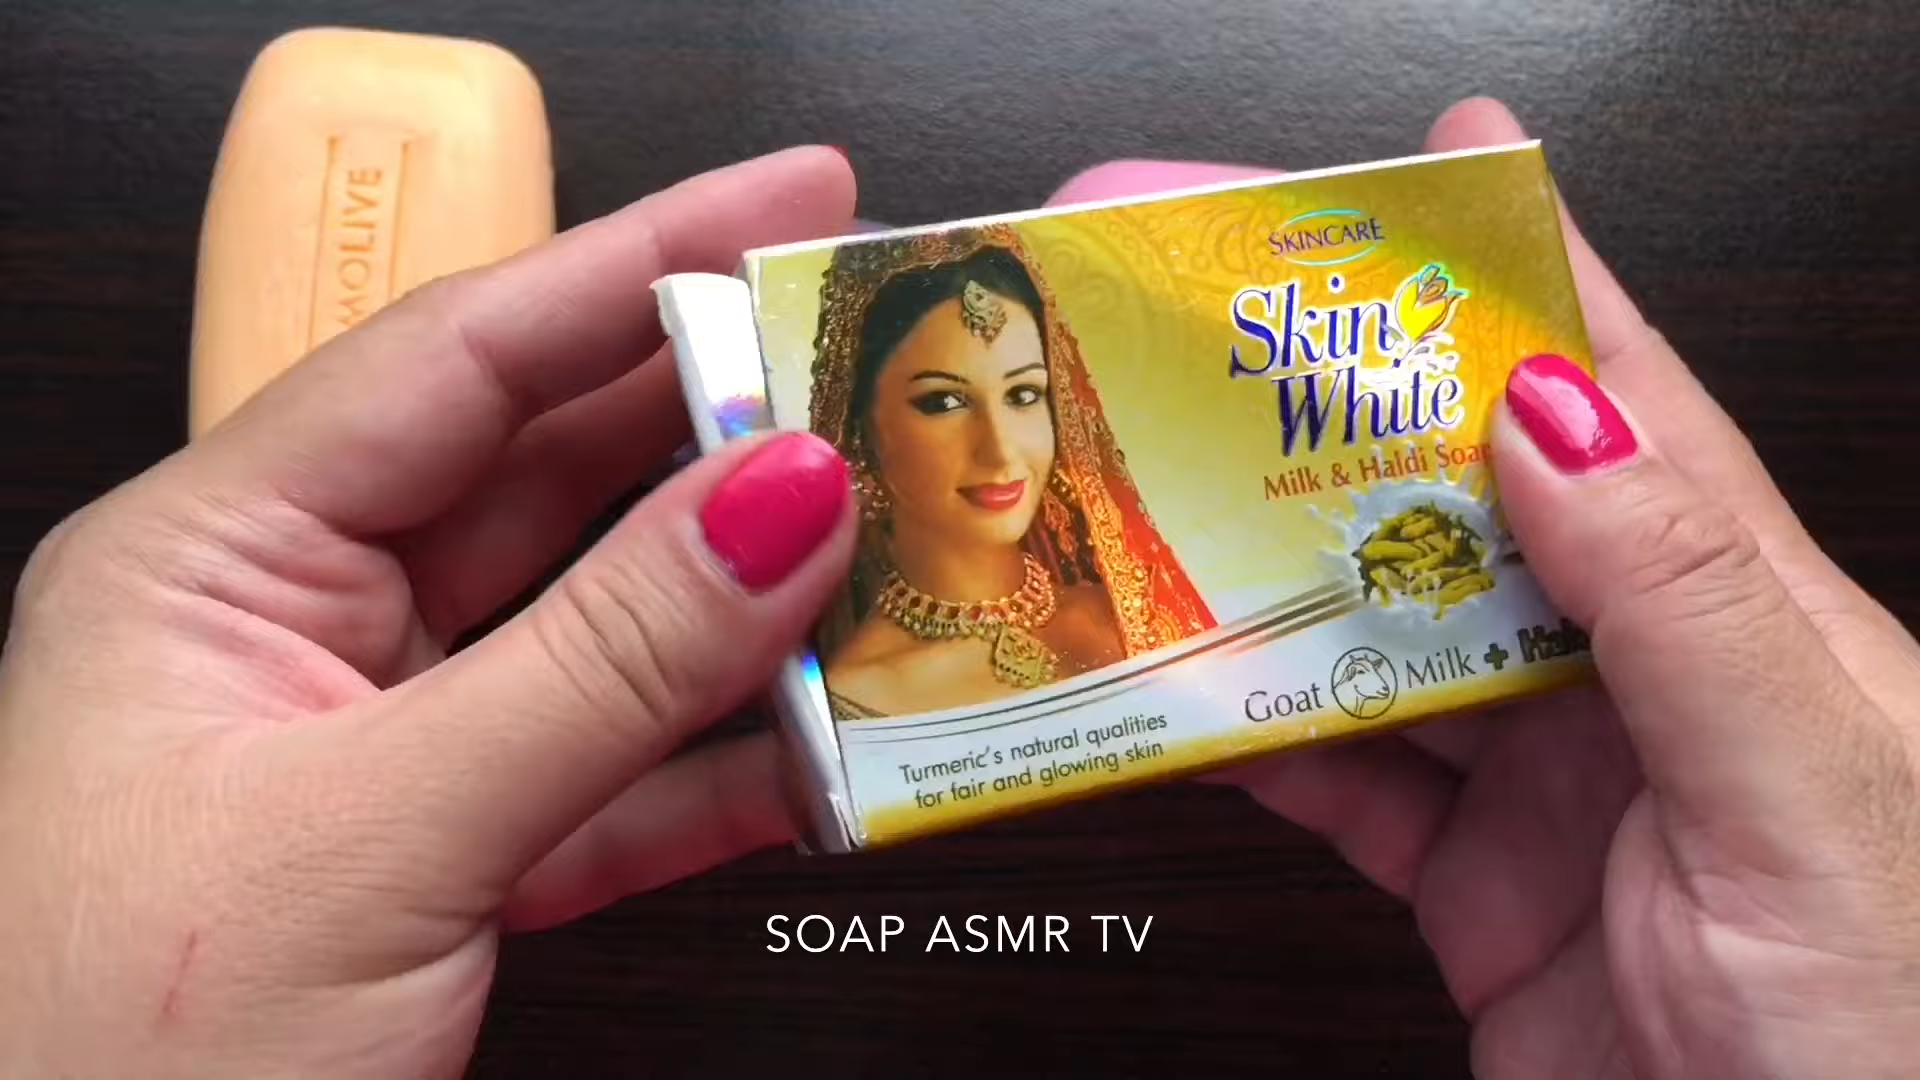 MOLIVE
SKINCARE
Skin
White
Milk & Haldi Soap
Goat Milk +
Turmeric's natural qualities
for fair and glowing skin
SOAP ASMR TV